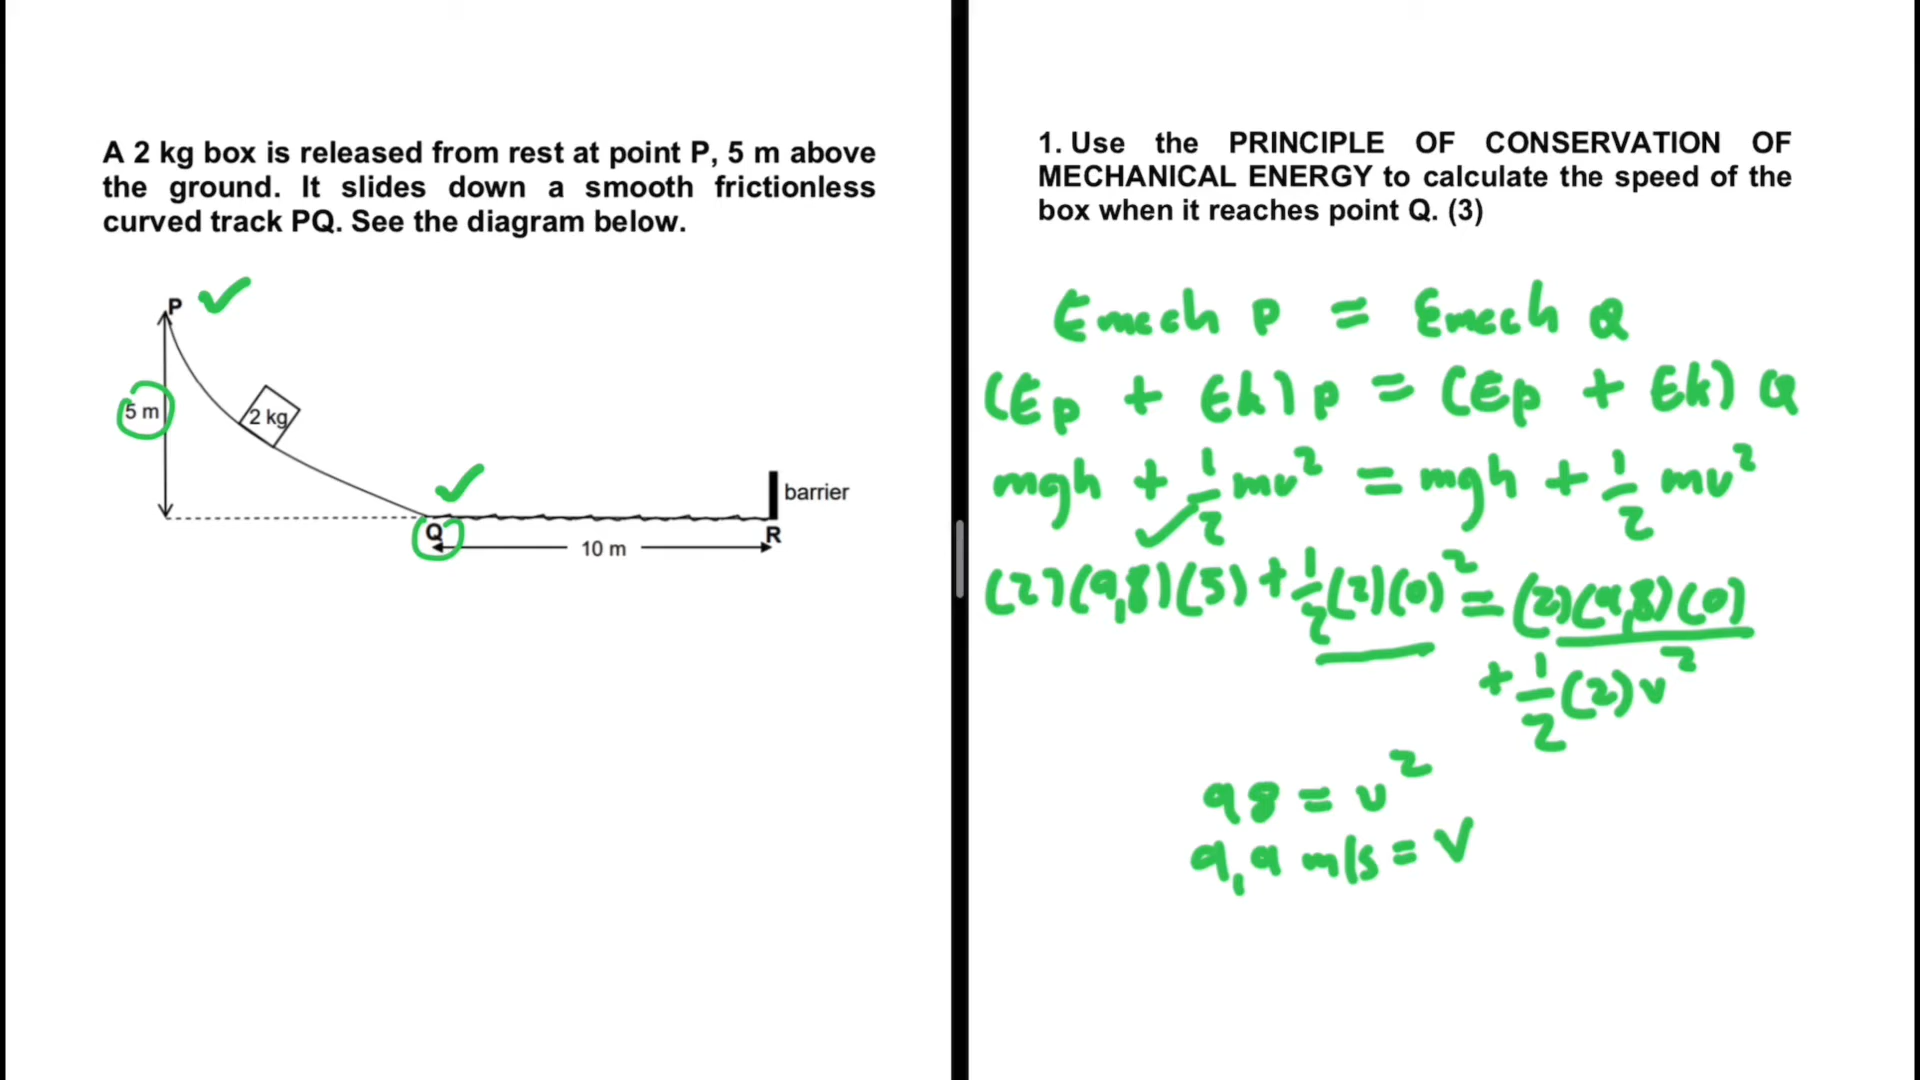 A 2 kg box is released from rest at point P, 5 m above
the ground. It slides down a smooth frictionless
curved track PQ. See the diagram below.
P
5 m
2 kg
barrier
Q
R
10 m
1. Use the PRINCIPLE OF CONSERVATION OF
MECHANICAL ENERGY to calculate the speed of the
box when it reaches point Q. (3)
Emech P = Emech Q
(Ep + Ek) P = (Ep + Ek) Q
mgh + 1/2 mv² = mgh + 1/2 mv²
(2)(9,8)(5) + 1/2 (2)(0)² = (2)(9,8)(0)
+ 1/2 (2) v²
98 = v²
9,9 m/s = v